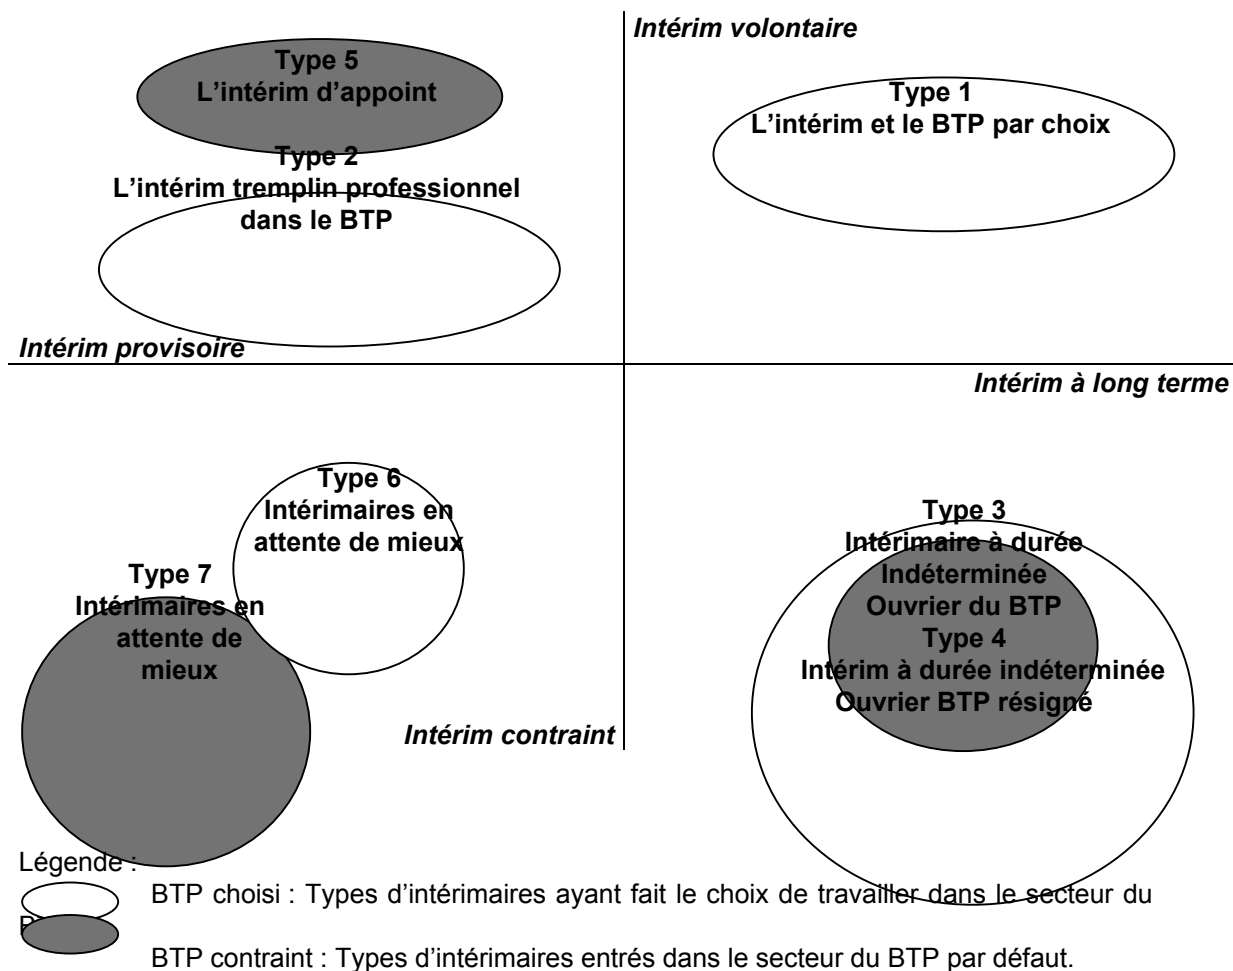 Intérim volontaire
Type 5
L’intérim d’appoint
Type 1
L’intérim et le BTP par choix
Type 2
L’intérim tremplin professionnel
dans le BTP
Intérim provisoire
Intérim à long terme
Type 6
Intérimaires en
attente de mieux
Type 7
Intérimaires en
attente de
mieux
Type 3
Intérimaire à durée
Indéterminée
Ouvrier du BTP
Type 4
Intérim à durée indéterminée
Ouvrier BTP résigné
Intérim contraint
Légende :
BTP choisi : Types d’intérimaires ayant fait le choix de travailler dans le secteur du
BTP contraint : Types d’intérimaires entrés dans le secteur du BTP par défaut.